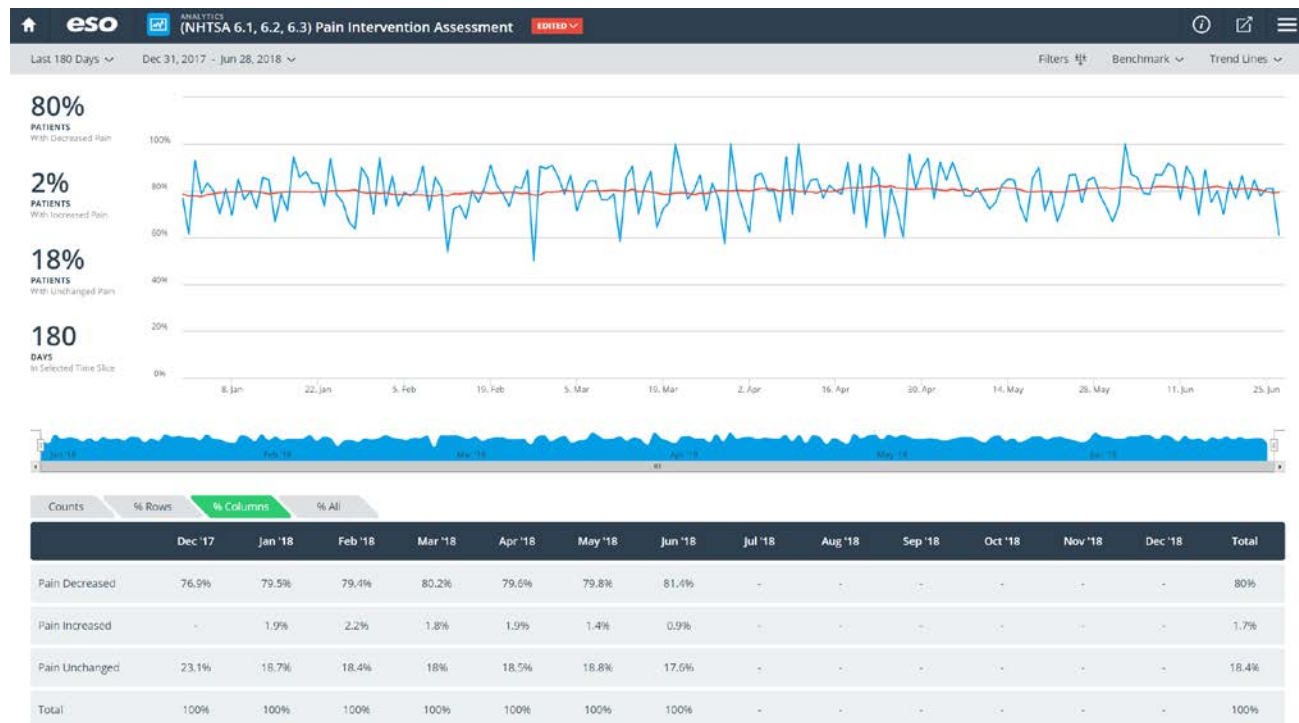 eso
ANALYTICS
(NHTSA 6.1, 6.2, 6.3) Pain Intervention Assessment EDITED
Last 180 Days Dec 31, 2017 - Jun 28, 2018 Filters Benchmark Trend Lines
80%
PATIENTS
With Decreased Pain
2%
PATIENTS
With Increased Pain
18%
PATIENTS
With Unchanged Pain
180
DAYS
In Selected Time Slice
100%
80%
60%
40%
20%
0%
8. Jan 22. Jan 5. Feb 19. Feb 5. Mar 19. Mar 2. Apr 16. Apr 30. Apr 14. May 28. May 11. Jun 25. Jun
Jan '18 Feb '18 Mar '18 Apr '18 May '18 Jun '18
Counts % Rows % Columns % All
Dec '17 Jan '18 Feb '18 Mar '18 Apr '18 May '18 Jun '18 Jul '18 Aug '18 Sep '18 Oct '18 Nov '18 Dec '18 Total
Pain Decreased 76.9% 79.5% 79.4% 80.2% 79.6% 79.8% 81.4% - - - - - - 80%
Pain Increased - 1.9% 2.2% 1.8% 1.9% 1.4% 0.9% - - - - - - 1.7%
Pain Unchanged 23.1% 18.7% 18.4% 18% 18.5% 18.8% 17.6% - - - - - - 18.4%
Total 100% 100% 100% 100% 100% 100% 100% - - - - - - 100%